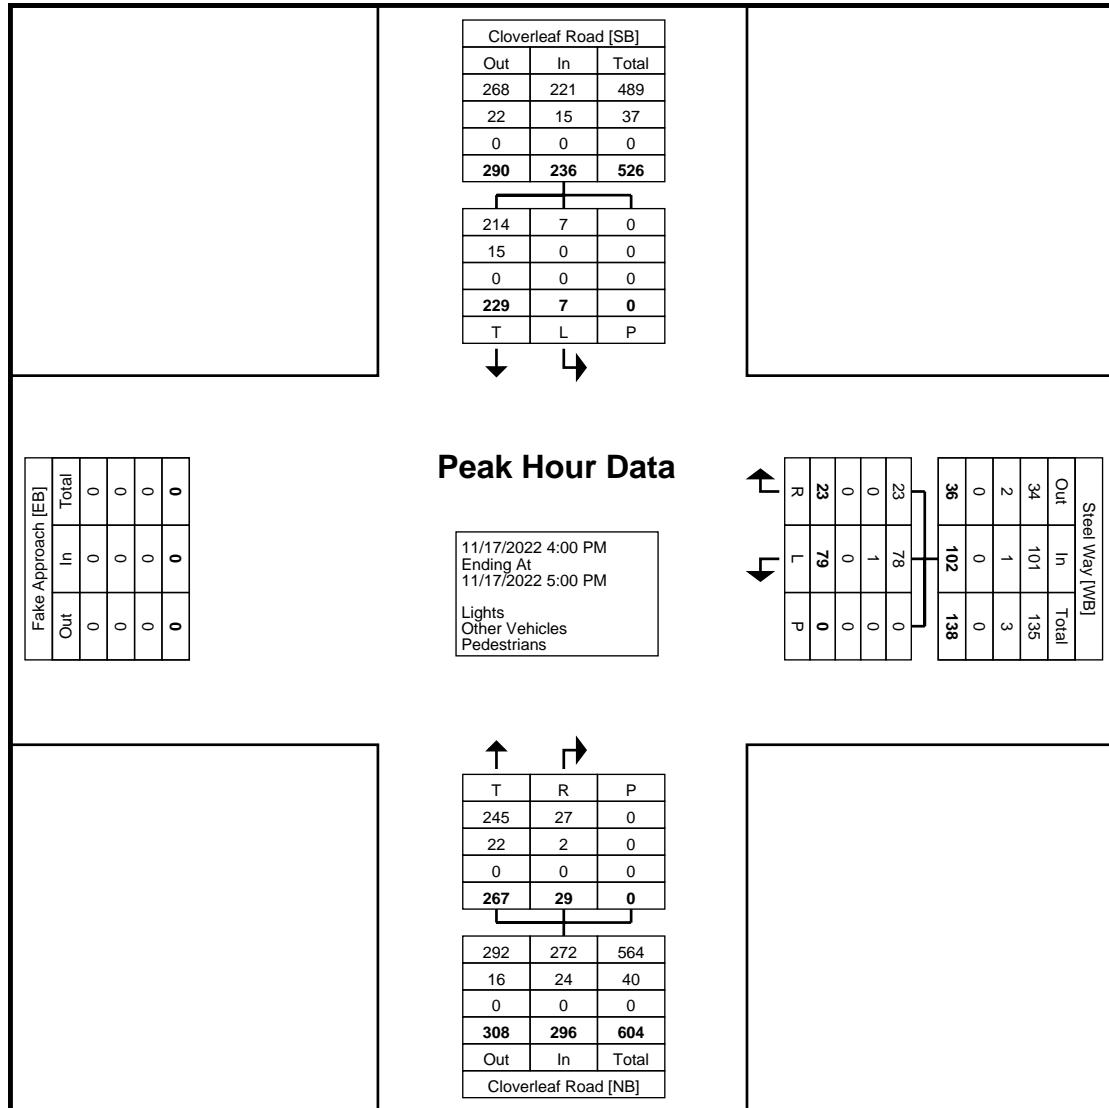 Cloverleaf Road [SB]
Out In Total
268 221 489
22 15 37
0 0 0
290 236 526
214 7 0
15 0 0
0 0 0
229 7 0
T L P
Peak Hour Data
11/17/2022 4:00 PM
Ending At
11/17/2022 5:00 PM
Lights
Other Vehicles
Pedestrians
Fake Approach [EB]
Total In Out
0 0 0
0 0 0
0 0 0
0 0 0
Steel Way [WB]
Out In Total
34 101 135
2 1 3
0 0 0
36 102 138
23 78 0
0 1 0
0 0 0
23 79 0
R L P
T R P
245 27 0
22 2 0
0 0 0
267 29 0
292 272 564
16 24 40
0 0 0
308 296 604
Out In Total
Cloverleaf Road [NB]